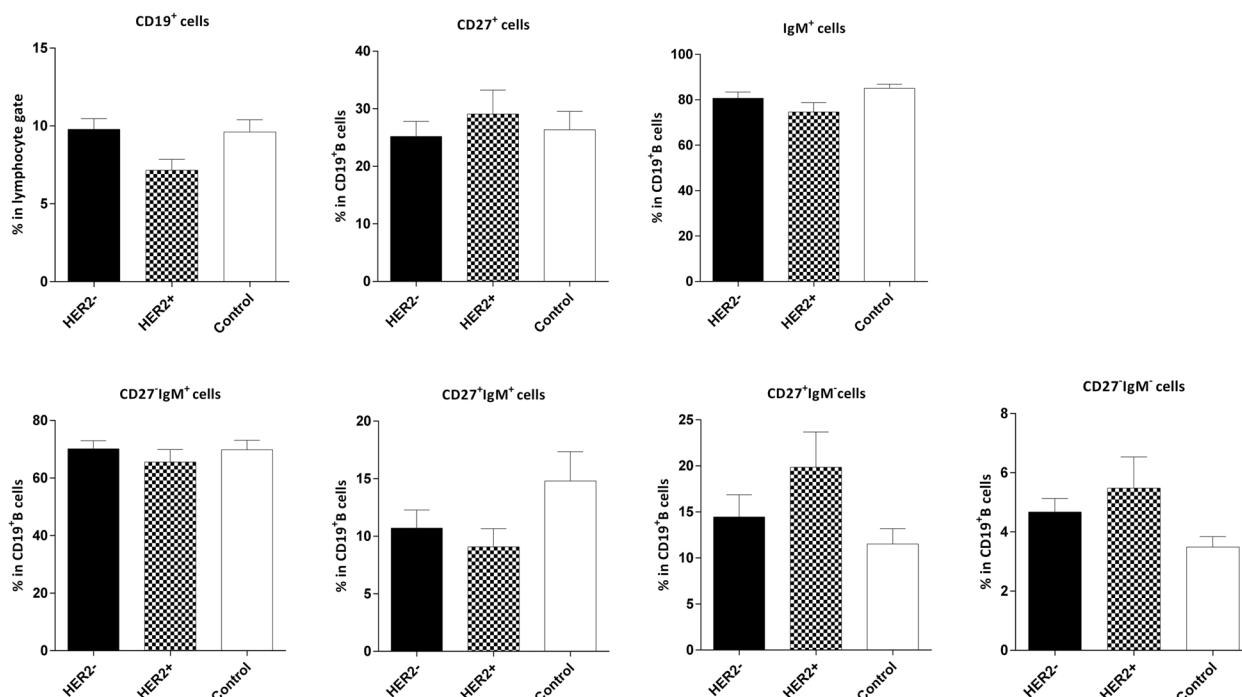 CD19⁺ cells
% in lymphocyte gate
15
10
5
0
HER2-
HER2+
Control
CD27⁺ cells
% in CD19⁺B cells
40
30
20
10
0
HER2-
HER2+
Control
IgM⁺ cells
% in CD19⁺B cells
100
80
60
40
20
0
HER2-
HER2+
Control
CD27⁻IgM⁺ cells
% in CD19⁺B cells
80
60
40
20
0
HER2-
HER2+
Control
CD27⁺IgM⁺ cells
% in CD19⁺B cells
20
15
10
5
0
HER2-
HER2+
Control
CD27⁺IgM⁻cells
% in CD19⁺B cells
25
20
15
10
5
0
HER2-
HER2+
Control
CD27⁻IgM⁻ cells
% in CD19⁺B cells
8
6
4
2
0
HER2-
HER2+
Control